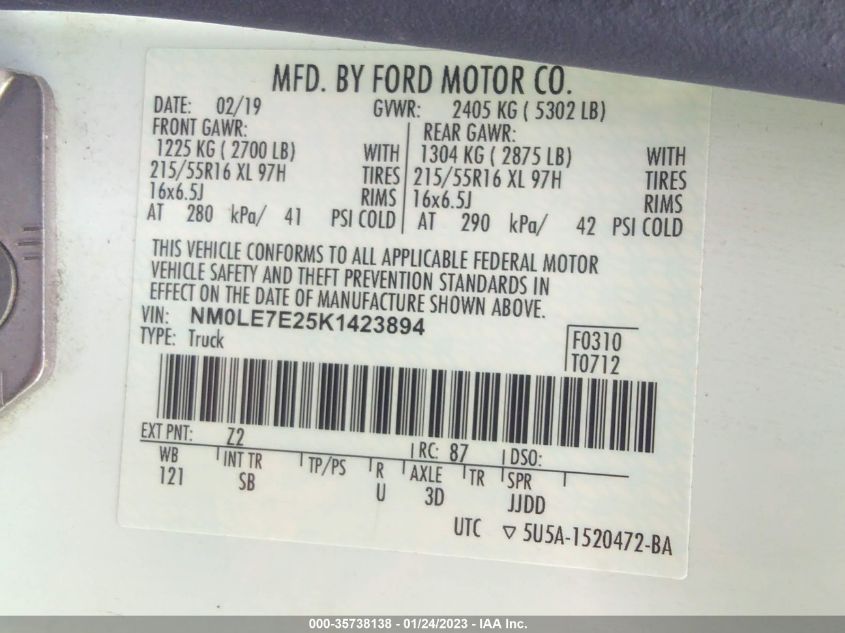 MFD. BY FORD MOTOR CO.
DATE: 02/19 GVWR: 2405 KG ( 5302 LB)
FRONT GAWR: REAR GAWR:
1225 KG ( 2700 LB) WITH 1304 KG ( 2875 LB) WITH
215/55R16 XL 97H TIRES 215/55R16 XL 97H TIRES
16x6.5J RIMS 16x6.5J RIMS
AT 280 kPa/ 41 PSI COLD AT 290 kPa/ 42 PSI COLD
THIS VEHICLE CONFORMS TO ALL APPLICABLE FEDERAL MOTOR
VEHICLE SAFETY AND THEFT PREVENTION STANDARDS IN
EFFECT ON THE DATE OF MANUFACTURE SHOWN ABOVE.
VIN: NM0LE7E25K1423894
TYPE: Truck
F0310
T0712
EXT PNT: Z2 RC: 87 DSO:
WB INT TR TP/PS R AXLE TR SPR
121 SB U 3D JJDD
UTC ▽ 5U5A-1520472-BA
000-35738138 - 01/24/2023 - IAA Inc.